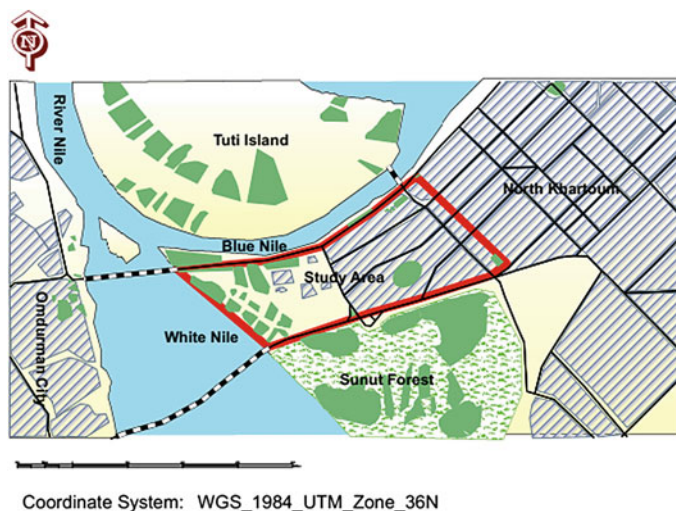 N
River Nile
Tuti Island
North Khartoum
Blue Nile
Study Area
Omdurman City
White Nile
Sunut Forest
Coordinate System: WGS_1984_UTM_Zone_36N